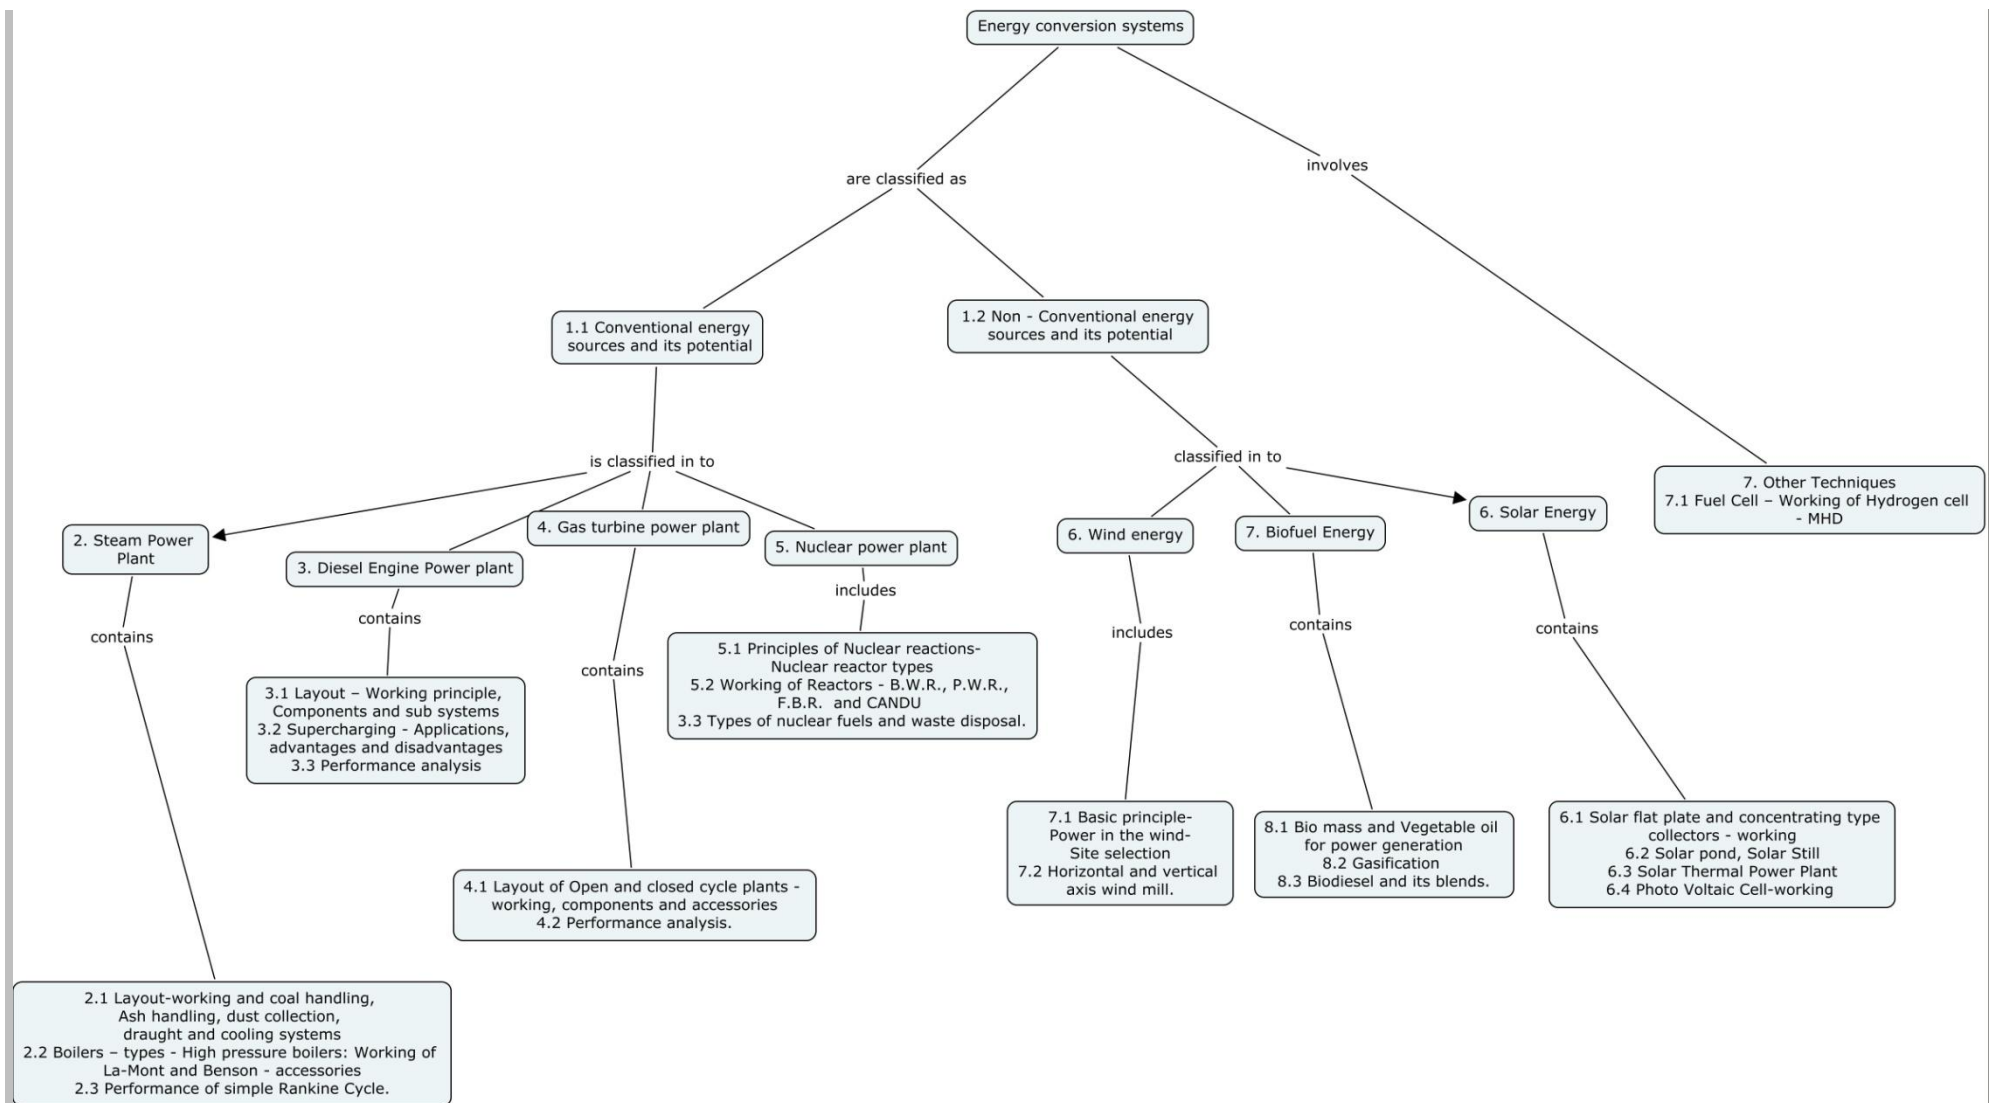 Energy conversion systems
are classified as
involves
1.1 Conventional energy
sources and its potential
1.2 Non - Conventional energy
sources and its potential
is classified in to
classified in to
7. Other Techniques
7.1 Fuel Cell – Working of Hydrogen cell
- MHD
2. Steam Power
Plant
3. Diesel Engine Power plant
4. Gas turbine power plant
5. Nuclear power plant
6. Wind energy
7. Biofuel Energy
6. Solar Energy
contains
contains
contains
includes
includes
contains
contains
2.1 Layout-working and coal handling,
Ash handling, dust collection,
draught and cooling systems
2.2 Boilers – types - High pressure boilers: Working of
La-Mont and Benson - accessories
2.3 Performance of simple Rankine Cycle.
3.1 Layout – Working principle,
Components and sub systems
3.2 Supercharging - Applications,
advantages and disadvantages
3.3 Performance analysis
4.1 Layout of Open and closed cycle plants -
working, components and accessories
4.2 Performance analysis.
5.1 Principles of Nuclear reactions-
Nuclear reactor types
5.2 Working of Reactors - B.W.R., P.W.R.,
F.B.R. and CANDU
3.3 Types of nuclear fuels and waste disposal.
7.1 Basic principle-
Power in the wind-
Site selection
7.2 Horizontal and vertical
axis wind mill.
8.1 Bio mass and Vegetable oil
for power generation
8.2 Gasification
8.3 Biodiesel and its blends.
6.1 Solar flat plate and concentrating type
collectors - working
6.2 Solar pond, Solar Still
6.3 Solar Thermal Power Plant
6.4 Photo Voltaic Cell-working